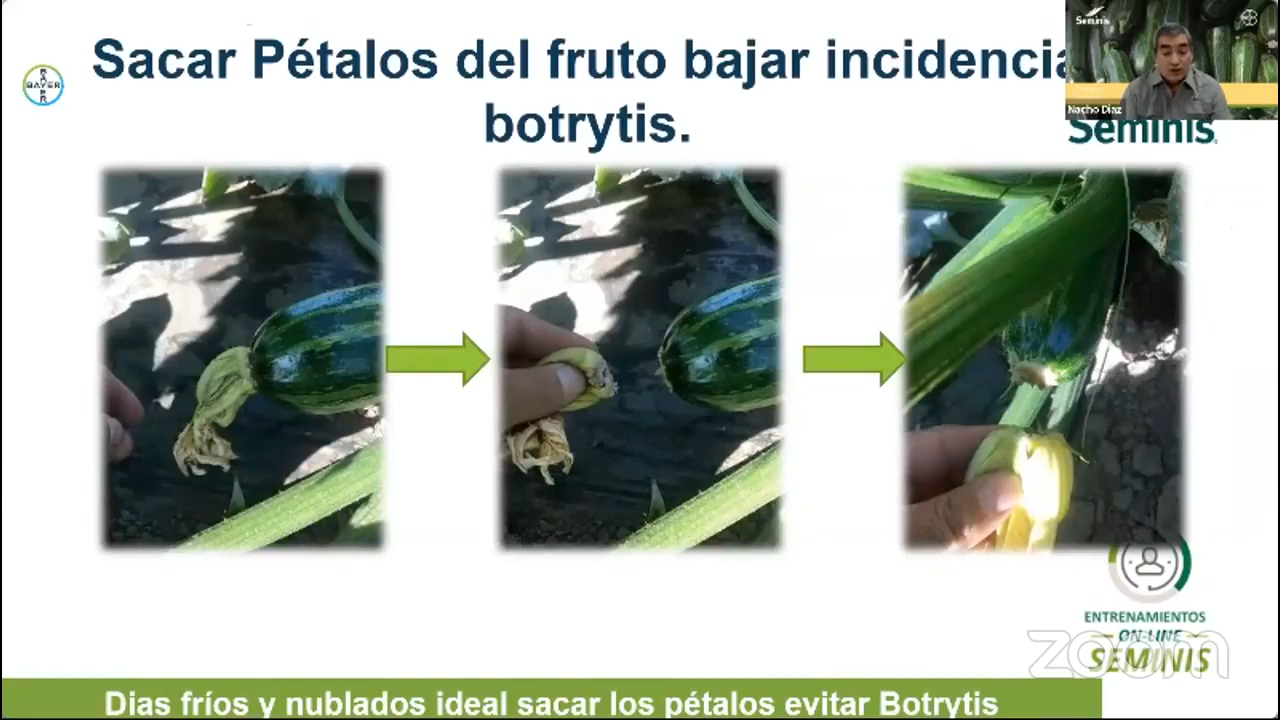 Sacar Pétalos del fruto bajar incidencia
botrytis.
BAYER
Seminis
Nacho Díaz
Seminis
ENTRENAMIENTOS
ON-LINE
SEMINIS
zoom
Dias fríos y nublados ideal sacar los pétalos evitar Botrytis